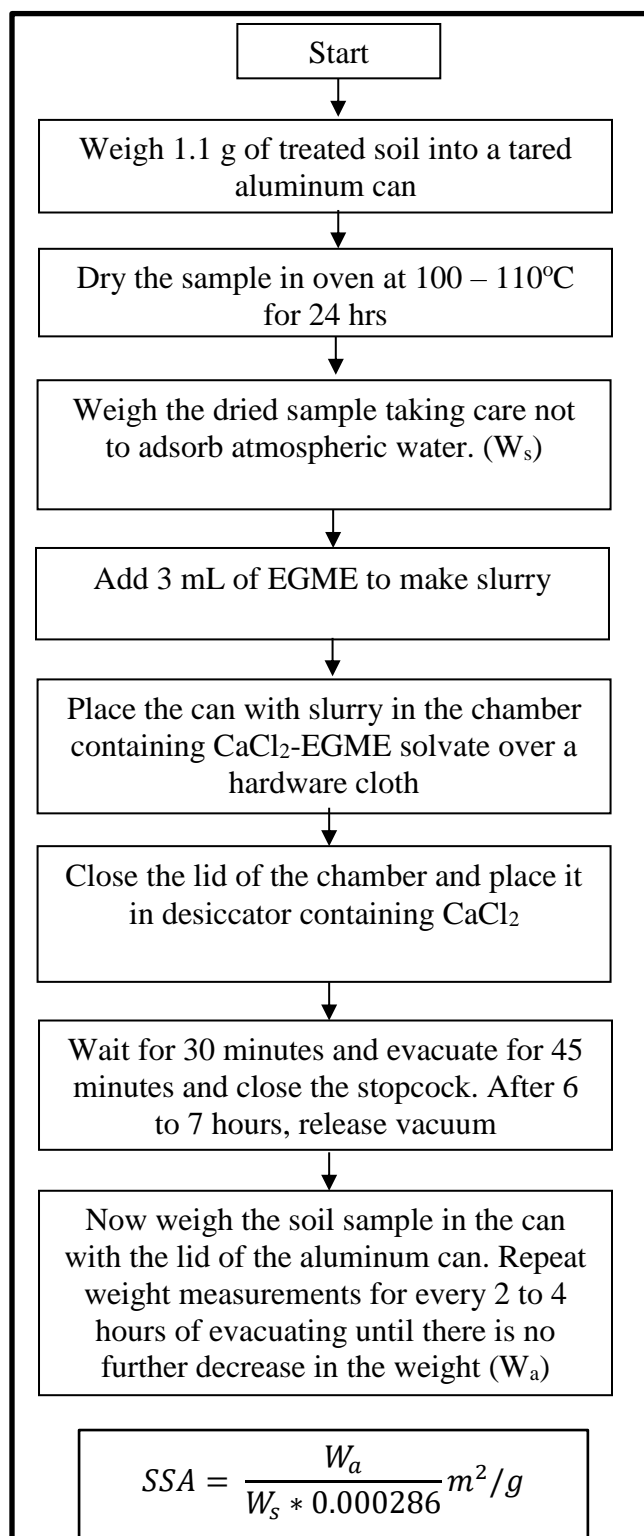 Start
Weigh 1.1 g of treated soil into a tared
aluminum can
Dry the sample in oven at 100 – 110ºC
for 24 hrs
Weigh the dried sample taking care not
to adsorb atmospheric water. (Wₛ)
Add 3 mL of EGME to make slurry
Place the can with slurry in the chamber
containing CaCl₂-EGME solvate over a
hardware cloth
Close the lid of the chamber and place it
in desiccator containing CaCl₂
Wait for 30 minutes and evacuate for 45
minutes and close the stopcock. After 6
to 7 hours, release vacuum
Now weigh the soil sample in the can
with the lid of the aluminum can. Repeat
weight measurements for every 2 to 4
hours of evacuating until there is no
further decrease in the weight (Wₐ)
SSA = Wₐ / (Wₛ * 0.000286) m²/g